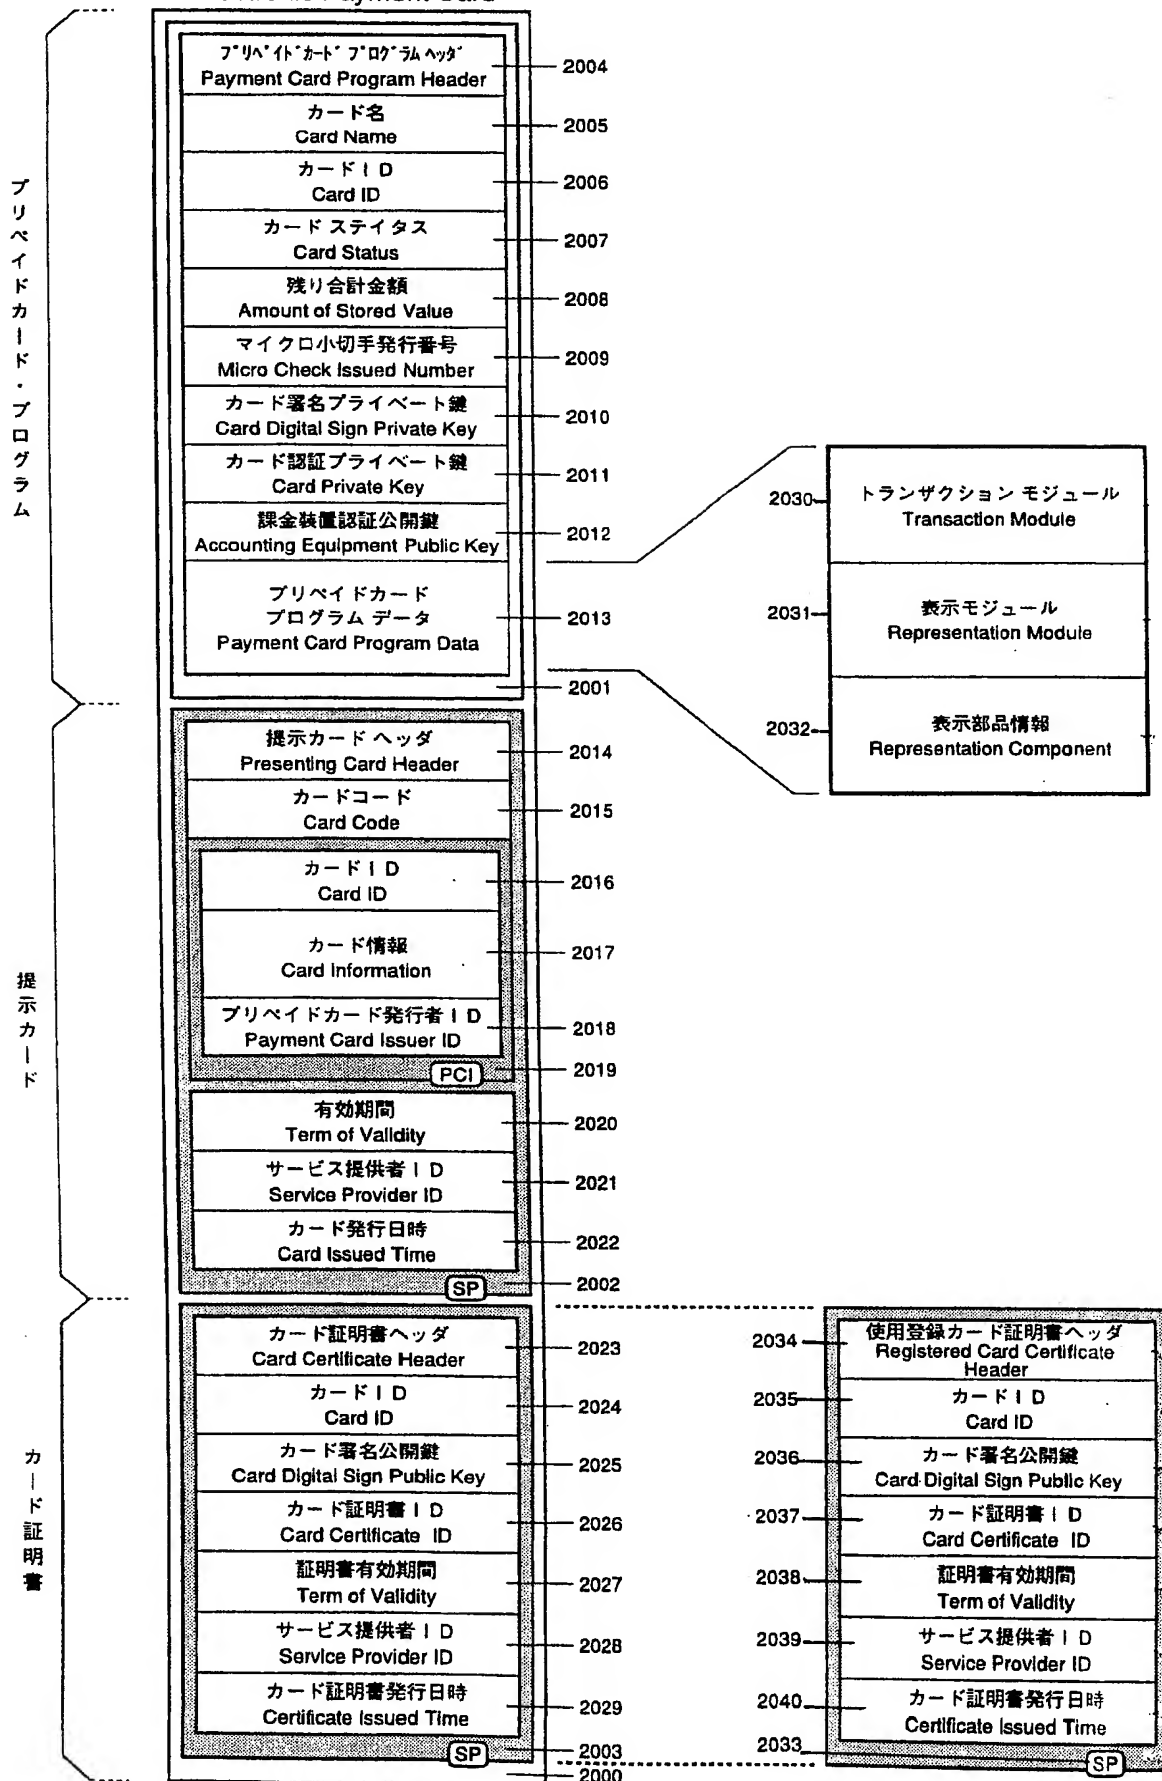 Payment Card
プリペイドカード・プログラム
プリペイドカード プログラム ヘッダ
Payment Card Program Header
2004
カード名
Card Name
2005
カードID
Card ID
2006
カード ステイタス
Card Status
2007
残り合計金額
Amount of Stored Value
2008
マイクロ小切手発行番号
Micro Check Issued Number
2009
カード署名プライベート鍵
Card Digital Sign Private Key
2010
カード認証プライベート鍵
Card Private Key
2011
課金装置認証公開鍵
Accounting Equipment Public Key
2012
プリペイドカード
プログラム データ
Payment Card Program Data
2013
2001
2030
トランザクション モジュール
Transaction Module
2031
表示モジュール
Representation Module
2032
表示部品情報
Representation Component
提示カード
提示カード ヘッダ
Presenting Card Header
2014
カードコード
Card Code
2015
カードID
Card ID
2016
カード情報
Card Information
2017
プリペイドカード発行者ID
Payment Card Issuer ID
2018
PCI
2019
有効期間
Term of Validity
2020
サービス提供者ID
Service Provider ID
2021
カード発行日時
Card Issued Time
2022
SP
2002
カード証明書
カード証明書ヘッダ
Card Certificate Header
2023
カードID
Card ID
2024
カード署名公開鍵
Card Digital Sign Public Key
2025
カード証明書ID
Card Certificate ID
2026
証明書有効期間
Term of Validity
2027
サービス提供者ID
Service Provider ID
2028
カード証明書発行日時
Certificate Issued Time
2029
SP
2003
2000
2034
使用登録カード証明書ヘッダ
Registered Card Certificate
Header
2035
カードID
Card ID
2036
カード署名公開鍵
Card Digital Sign Public Key
2037
カード証明書ID
Card Certificate ID
2038
証明書有効期間
Term of Validity
2039
サービス提供者ID
Service Provider ID
2040
カード証明書発行日時
Certificate Issued Time
2033
SP